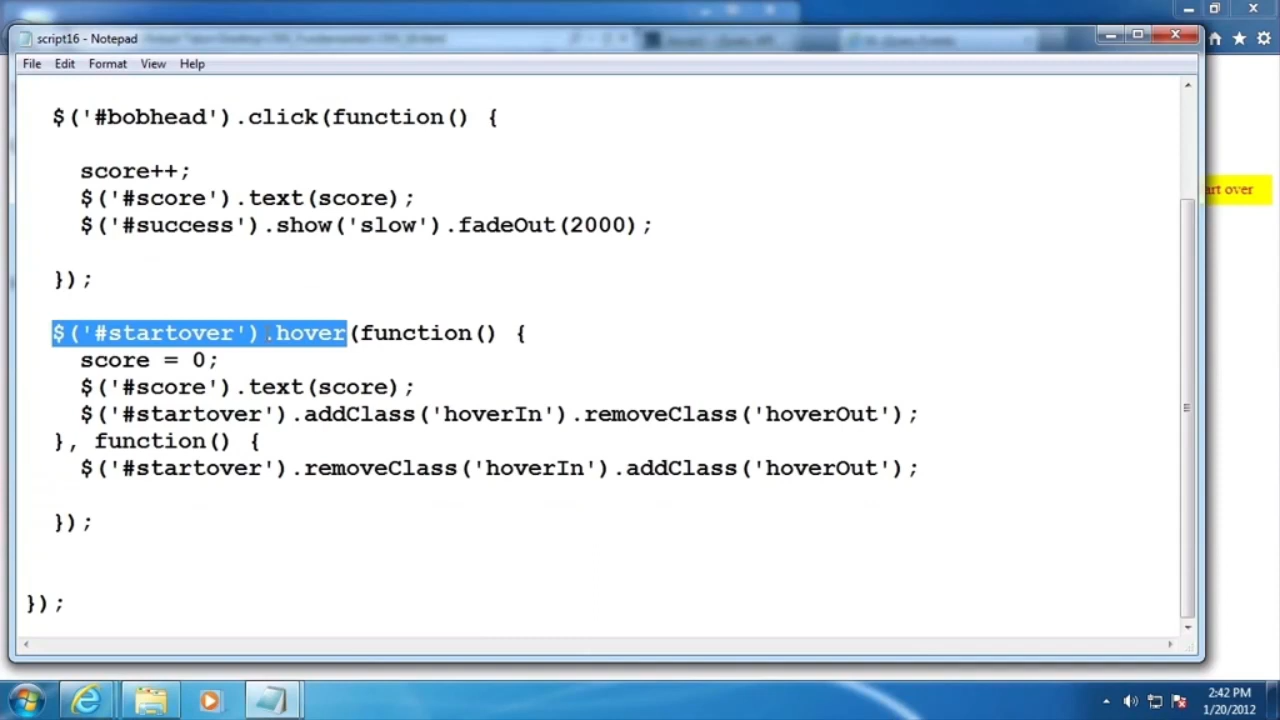 script16 - Notepad
File Edit Format View Help
$('#bobhead').click(function() {
score++;
$('#score').text(score);
$('#success').show('slow').fadeOut(2000);
});
$('#startover').hover(function() {
score = 0;
$('#score').text(score);
$('#startover').addClass('hoverIn').removeClass('hoverOut');
}, function() {
$('#startover').removeClass('hoverIn').addClass('hoverOut');
});
});
art over
2:42 PM
1/20/2012